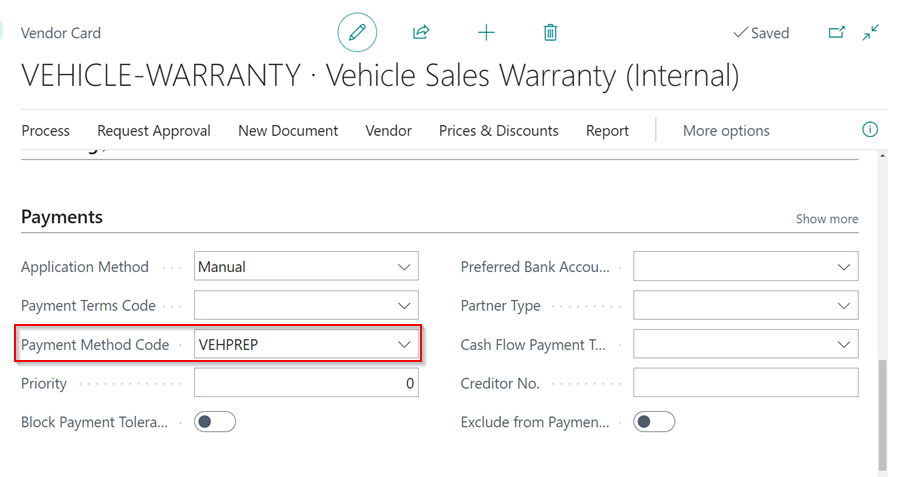 Vendor Card
Saved
VEHICLE-WARRANTY · Vehicle Sales Warranty (Internal)
Process Request Approval New Document Vendor Prices & Discounts Report More options
Payments
Show more
Application Method Manual
Preferred Bank Accou...
Payment Terms Code
Partner Type
Payment Method Code VEHPREP
Cash Flow Payment T...
Priority 0
Creditor No.
Block Payment Tolera...
Exclude from Paymen...